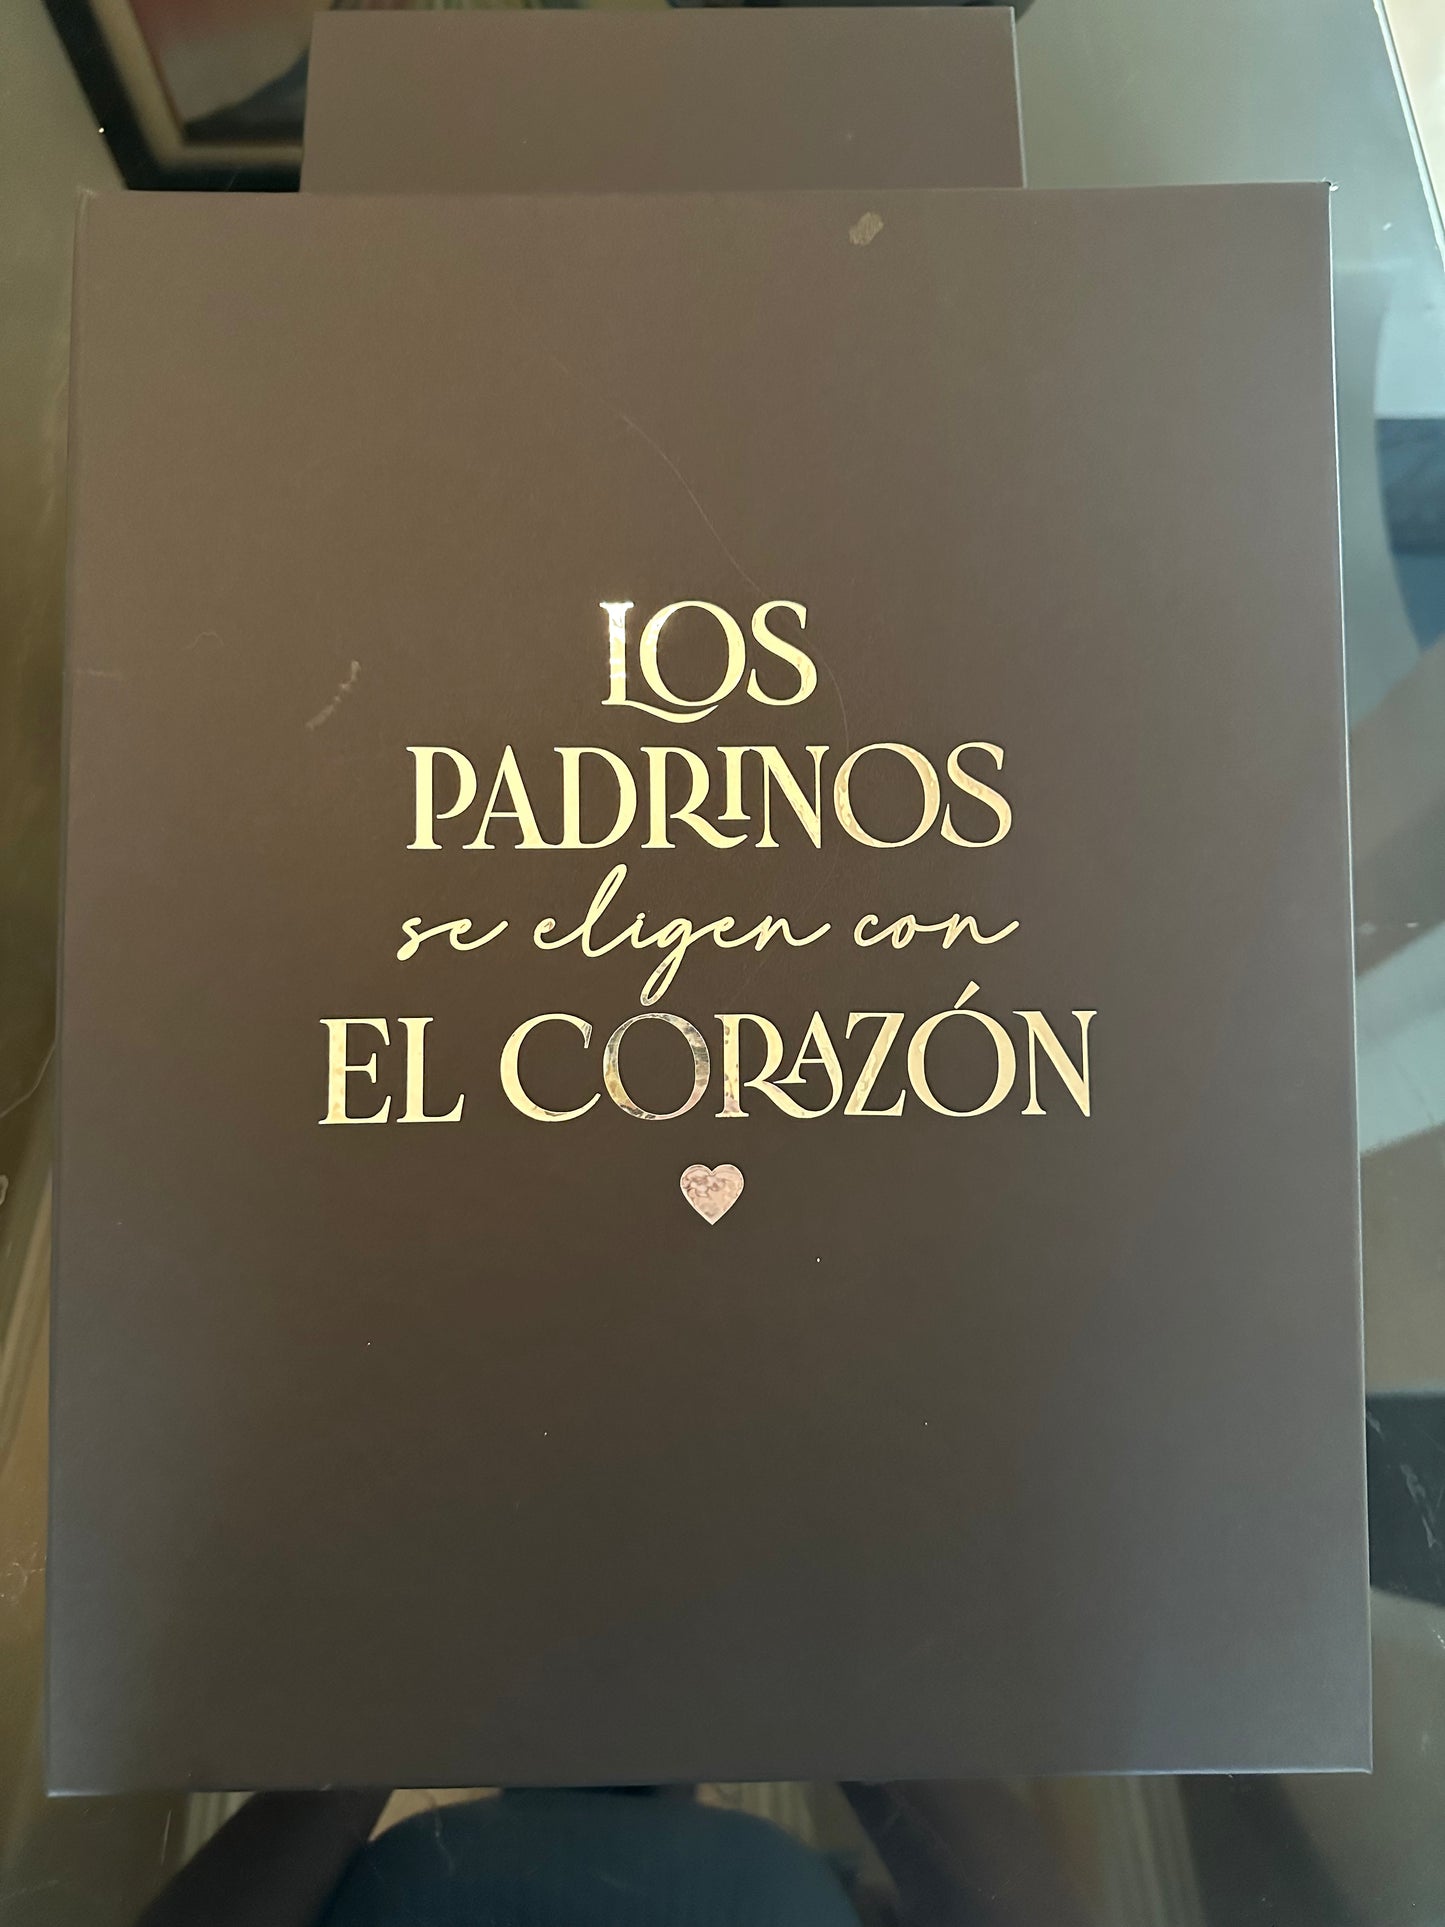 LOS
PADRINOS
se eligen con
EL CORAZÓN